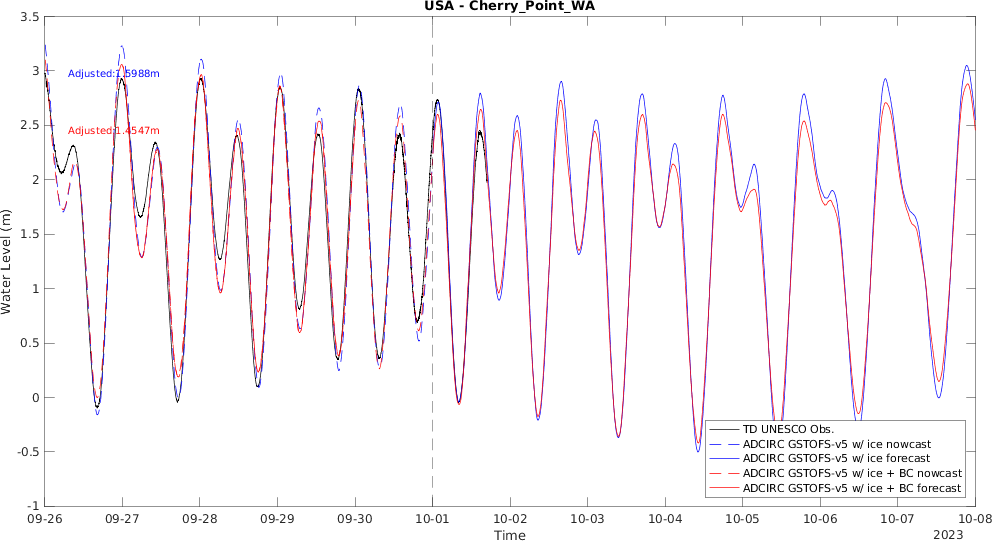 USA - Cherry_Point_WA
3.5
3
2.5
2
1.5
1
0.5
0
-0.5
-1
Water Level (m)
Adjusted:1.5988m
Adjusted:1.4547m
TD UNESCO Obs.
ADCIRC GSTOFS-v5 w/ ice nowcast
ADCIRC GSTOFS-v5 w/ ice forecast
ADCIRC GSTOFS-v5 w/ ice + BC nowcast
ADCIRC GSTOFS-v5 w/ ice + BC forecast
09-26 09-27 09-28 09-29 09-30 10-01 10-02 10-03 10-04 10-05 10-06 10-07 10-08
Time
2023